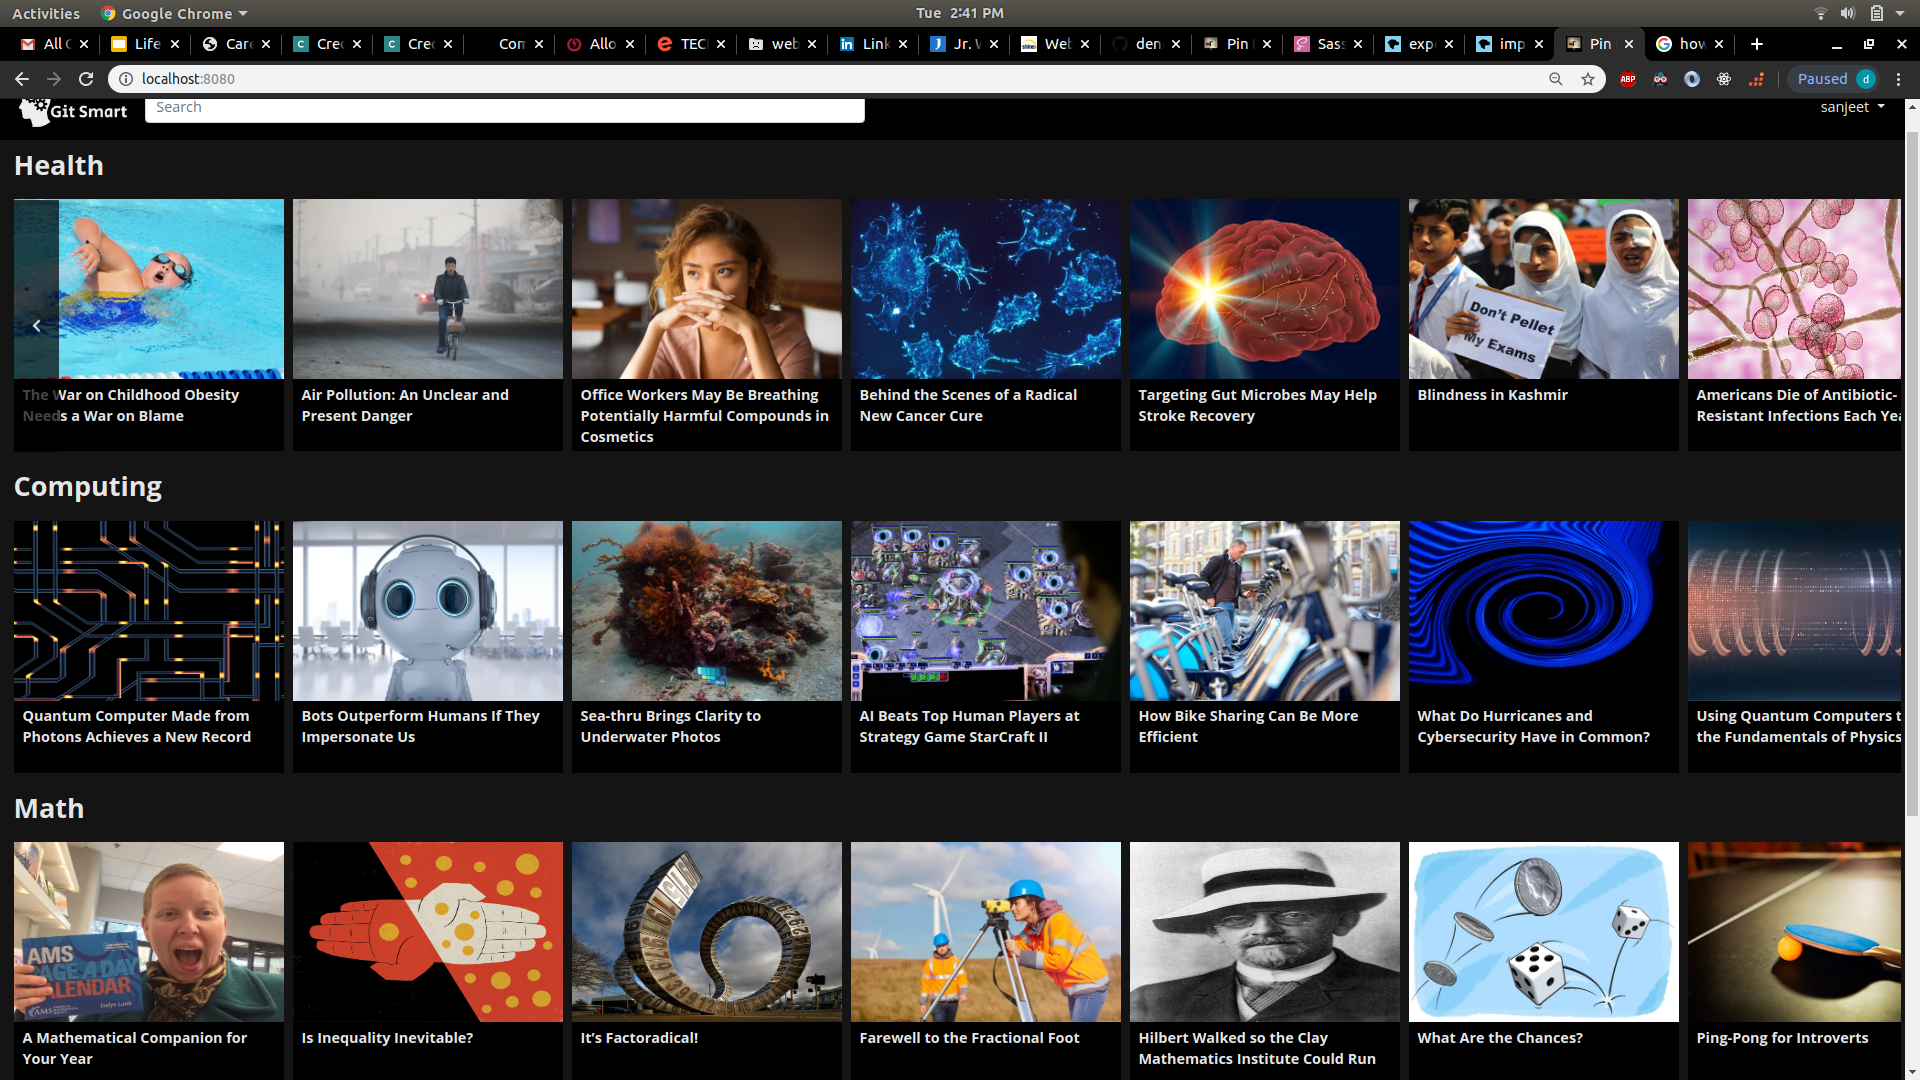 Activities
Google Chrome
Tue 2:41 PM
All
Life
Care
Cred
Cred
Com
Allo
TEC
web
Link
Jr. W
Web
den
Pin
Sas
exp
imp
Pin
how
localhost:8080
ABP
Paused
d
Git Smart
Search
sanjeet
Health
Don't Pellet
My Exams
The War on Childhood Obesity
Needs a War on Blame
Air Pollution: An Unclear and
Present Danger
Office Workers May Be Breathing
Potentially Harmful Compounds in
Cosmetics
Behind the Scenes of a Radical
New Cancer Cure
Targeting Gut Microbes May Help
Stroke Recovery
Blindness in Kashmir
Americans Die of Antibiotic-
Resistant Infections Each Yea
Computing
Quantum Computer Made from
Photons Achieves a New Record
Bots Outperform Humans If They
Impersonate Us
Sea-thru Brings Clarity to
Underwater Photos
AI Beats Top Human Players at
Strategy Game StarCraft II
How Bike Sharing Can Be More
Efficient
What Do Hurricanes and
Cybersecurity Have in Common?
Using Quantum Computers t
the Fundamentals of Physics
Math
AMS
PAGE A DAY
CALENDAR
Evelyn Lamb
AMS
A Mathematical Companion for
Your Year
Is Inequality Inevitable?
It's Factoradical!
Farewell to the Fractional Foot
Hilbert Walked so the Clay
Mathematics Institute Could Run
What Are the Chances?
Ping-Pong for Introverts